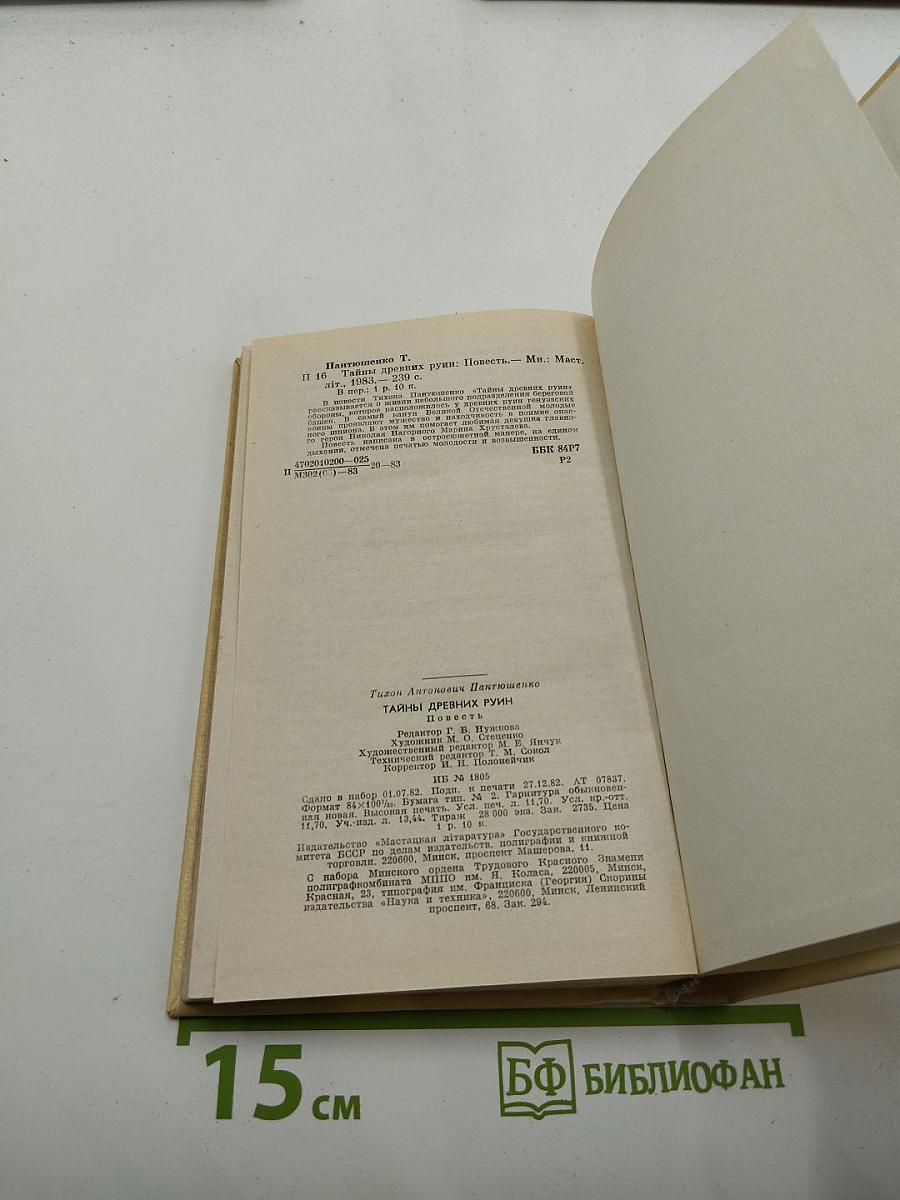 Пантюшенко Т.
П 16 Тайны древних руин: Повесть.— Мн.: Маст.
літ., 1983.— 239 с.
В пер.: 1 р. 10 к.
В повести Тихона Пантюшенко «Тайны древних руин»
рассказывается о жизни небольшого подразделения береговой
обороны, которое расположилось у древних руин генуэзских
башен. В самый канун Великой Отечественной молодые
воины проявляют мужество и находчивость в поимке опас-
ного шпиона. В этом им помогает любимая девушка главно-
го героя Николая Нагорного Марина Хрусталева.
Повесть написана в остросюжетной манере, на едином
дыхании, отмечена печатью молодости и возвышенности.
П 4702010200—025 20—83 ББК 84Р7
М302( )—83 Р2
Тихон Антонович Пантюшенко
ТАЙНЫ ДРЕВНИХ РУИН
Повесть
Редактор Г. Б. Нужкова
Художник М. О. Стеценко
Художественный редактор М. Е. Янчук
Технический редактор Т. М. Сокол
Корректор И. Н. Полонейчик
ИБ № 1805
Сдано в набор 01.07.82. Подп. к печати 27.12.82. АТ 07837.
Формат 84×100¹/₃₂. Бумага тип. № 2. Гарнитура обыкновен-
ная новая. Высокая печать. Усл. печ. л. 11,70. Усл. кр.-отт.
11,70. Уч.-изд. л. 13,44. Тираж 28 000 экз. Зак. 2735. Цена
1 р. 10 к.
Издательство «Мастацкая літаратура» Государственного ко-
митета БССР по делам издательств, полиграфии и книжной
торговли. 220600, Минск, проспект Машерова, 11.
С набора Минского ордена Трудового Красного Знамени
полиграфкомбината МППО им. Я. Коласа, 220005, Минск,
Красная, 23, типография им. Франциска (Георгия) Скорины
издательства «Наука и техника», 220600, Минск, Ленинский
проспект, 68. Зак. 294.
15 см
БФ БИБЛИОФАН